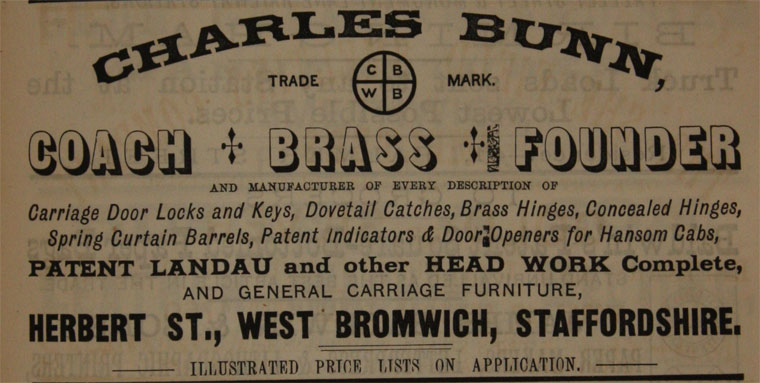 CHARLES BUNN,
TRADE C B W B MARK.
COACH BRASS FOUNDER
AND MANUFACTURER OF EVERY DESCRIPTION OF
Carriage Door Locks and Keys, Dovetail Catches, Brass Hinges, Concealed Hinges,
Spring Curtain Barrels, Patent Indicators & Door Openers for Hansom Cabs,
PATENT LANDAU and other HEAD WORK Complete,
AND GENERAL CARRIAGE FURNITURE,
HERBERT ST., WEST BROMWICH, STAFFORDSHIRE.
ILLUSTRATED PRICE LISTS ON APPLICATION.